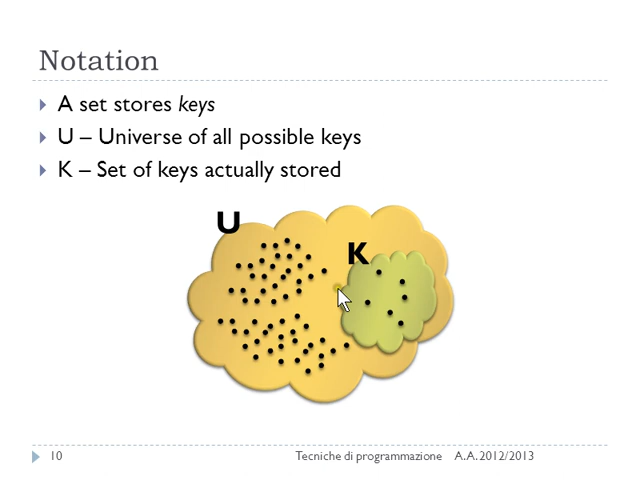 Notation
A set stores keys
U – Universe of all possible keys
K – Set of keys actually stored
U
K
10
Tecniche di programmazione A.A. 2012/2013